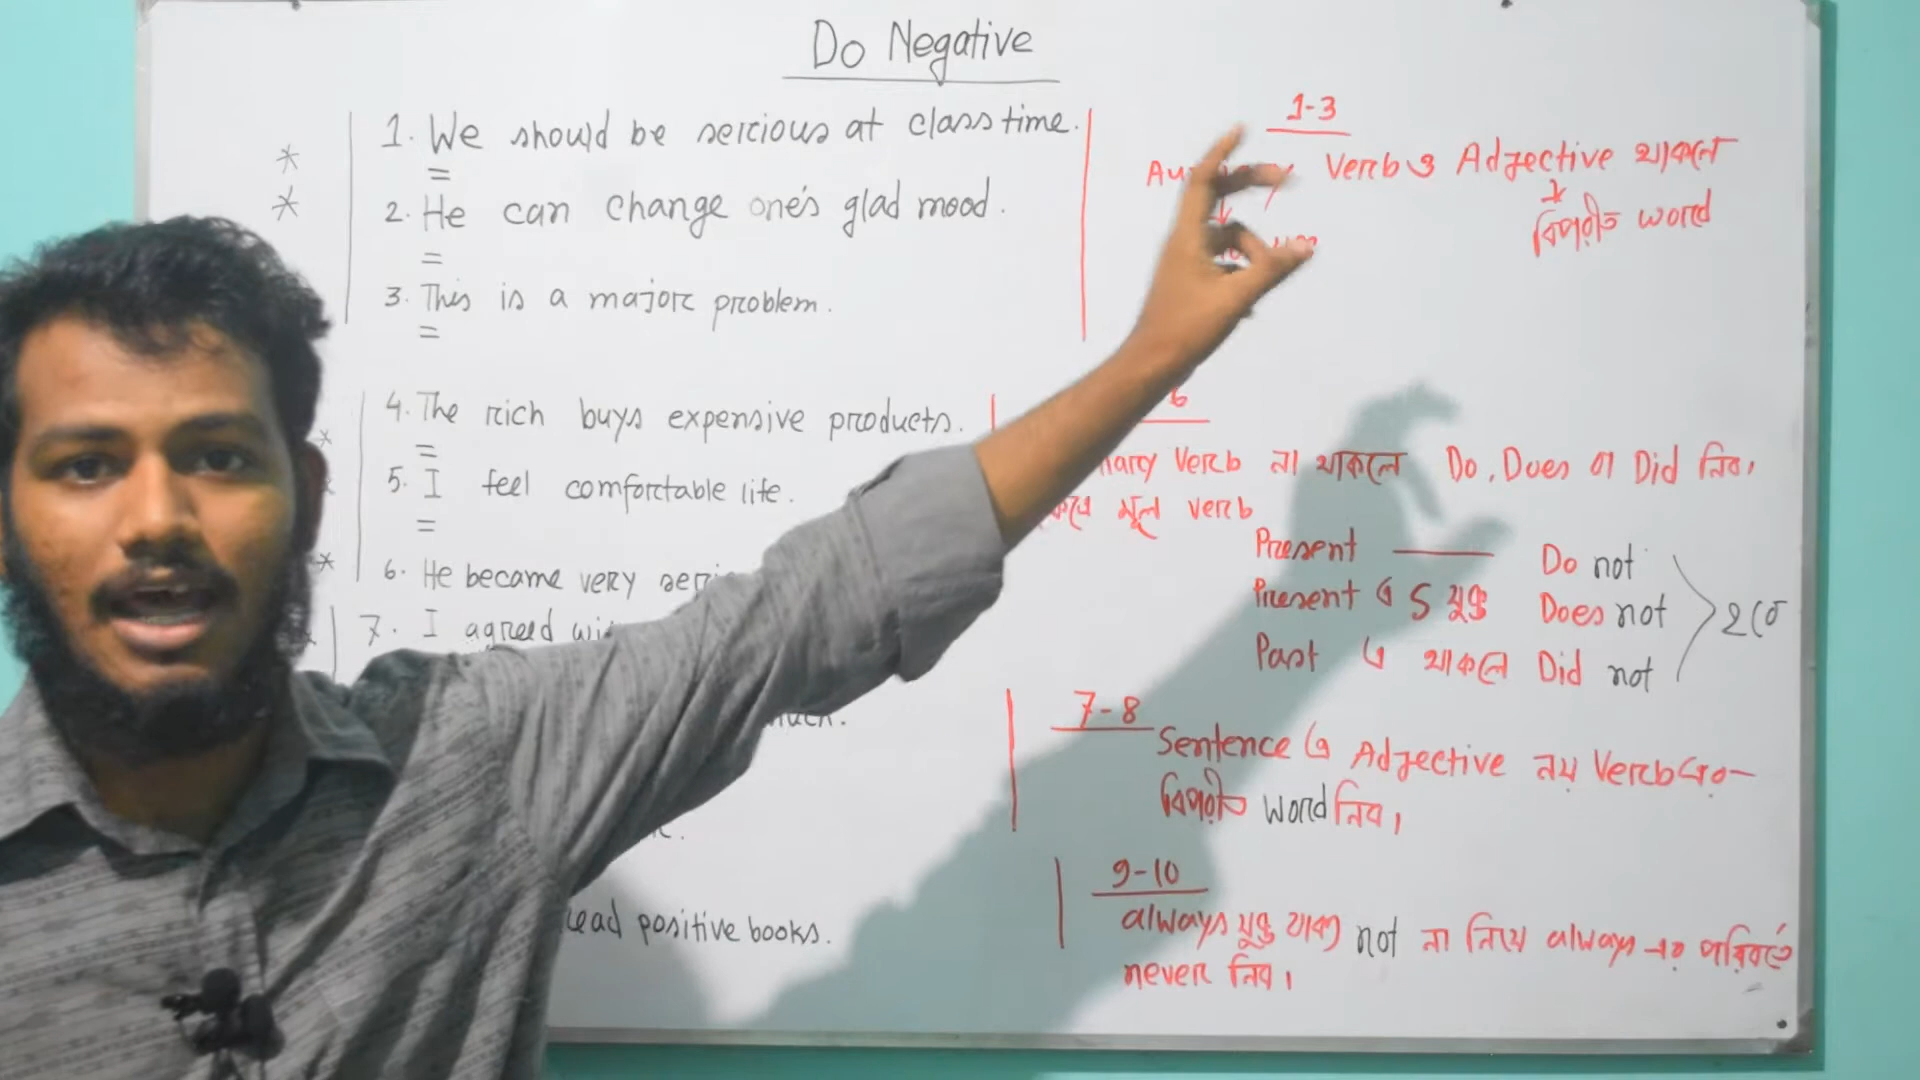 Do Negative
1. We should be serious at class time.
=
2. He can change one's glad mood.
=
3. This is a major problem.
=
4. The rich buys expensive products.
=
5. I feel comfortable life.
=
6. He became very
7. I agreed
positive books.
1-3
Verb ও Adjective থাকলে
বিপরীত word
6
Verb না থাকলে Do, Does বা Did নিব।
মূল verb
Present — Do not
Present এ S যুক্ত Does not
Past এ থাকলে Did not
হবে
7-8
Sentence এ Adjective নয় Verb এর-
বিপরীত word নিব।
9-10
always যুক্ত বাক্য not না নিয়ে always এর পরিবর্তে
never নিব।